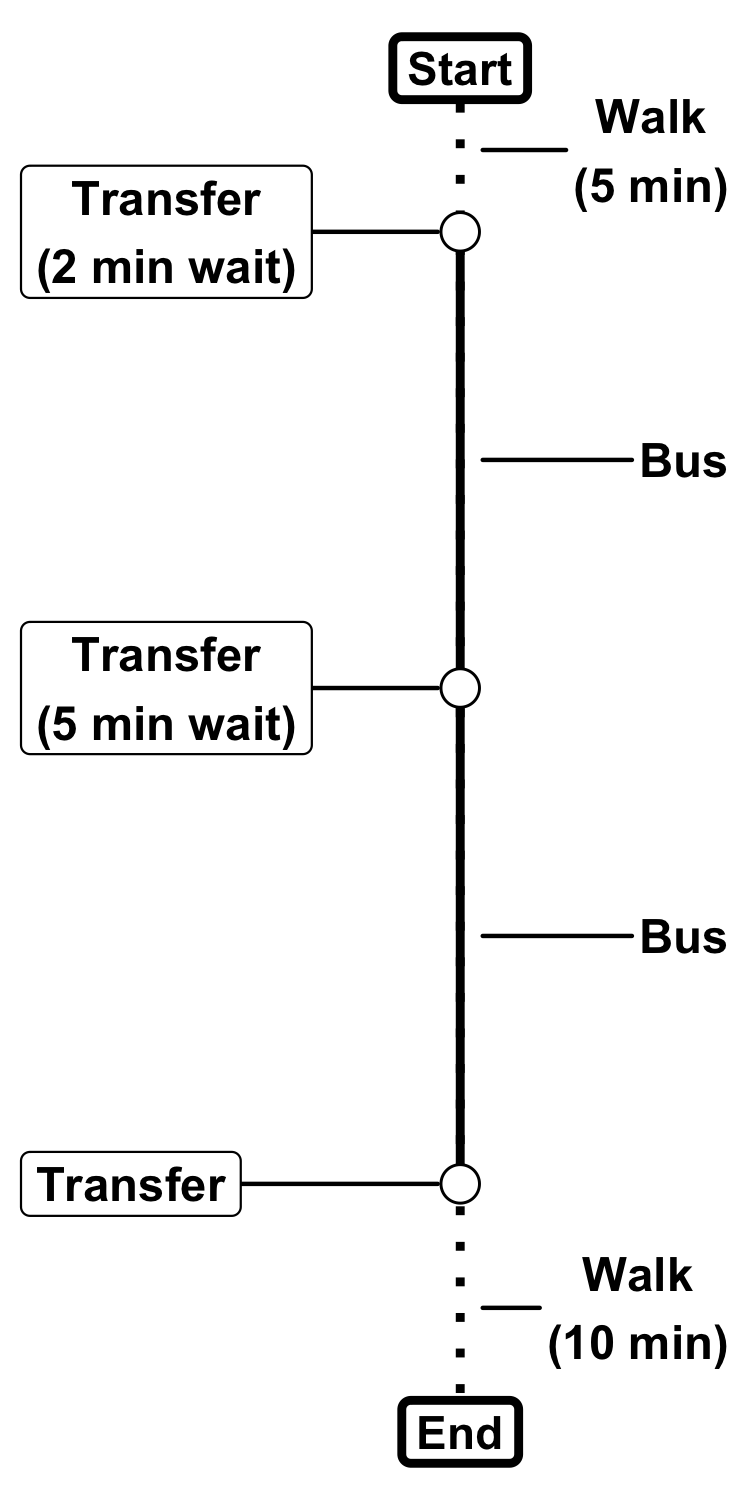 Start
Walk
(5 min)
Transfer
(2 min wait)
Bus
Transfer
(5 min wait)
Bus
Transfer
Walk
(10 min)
End